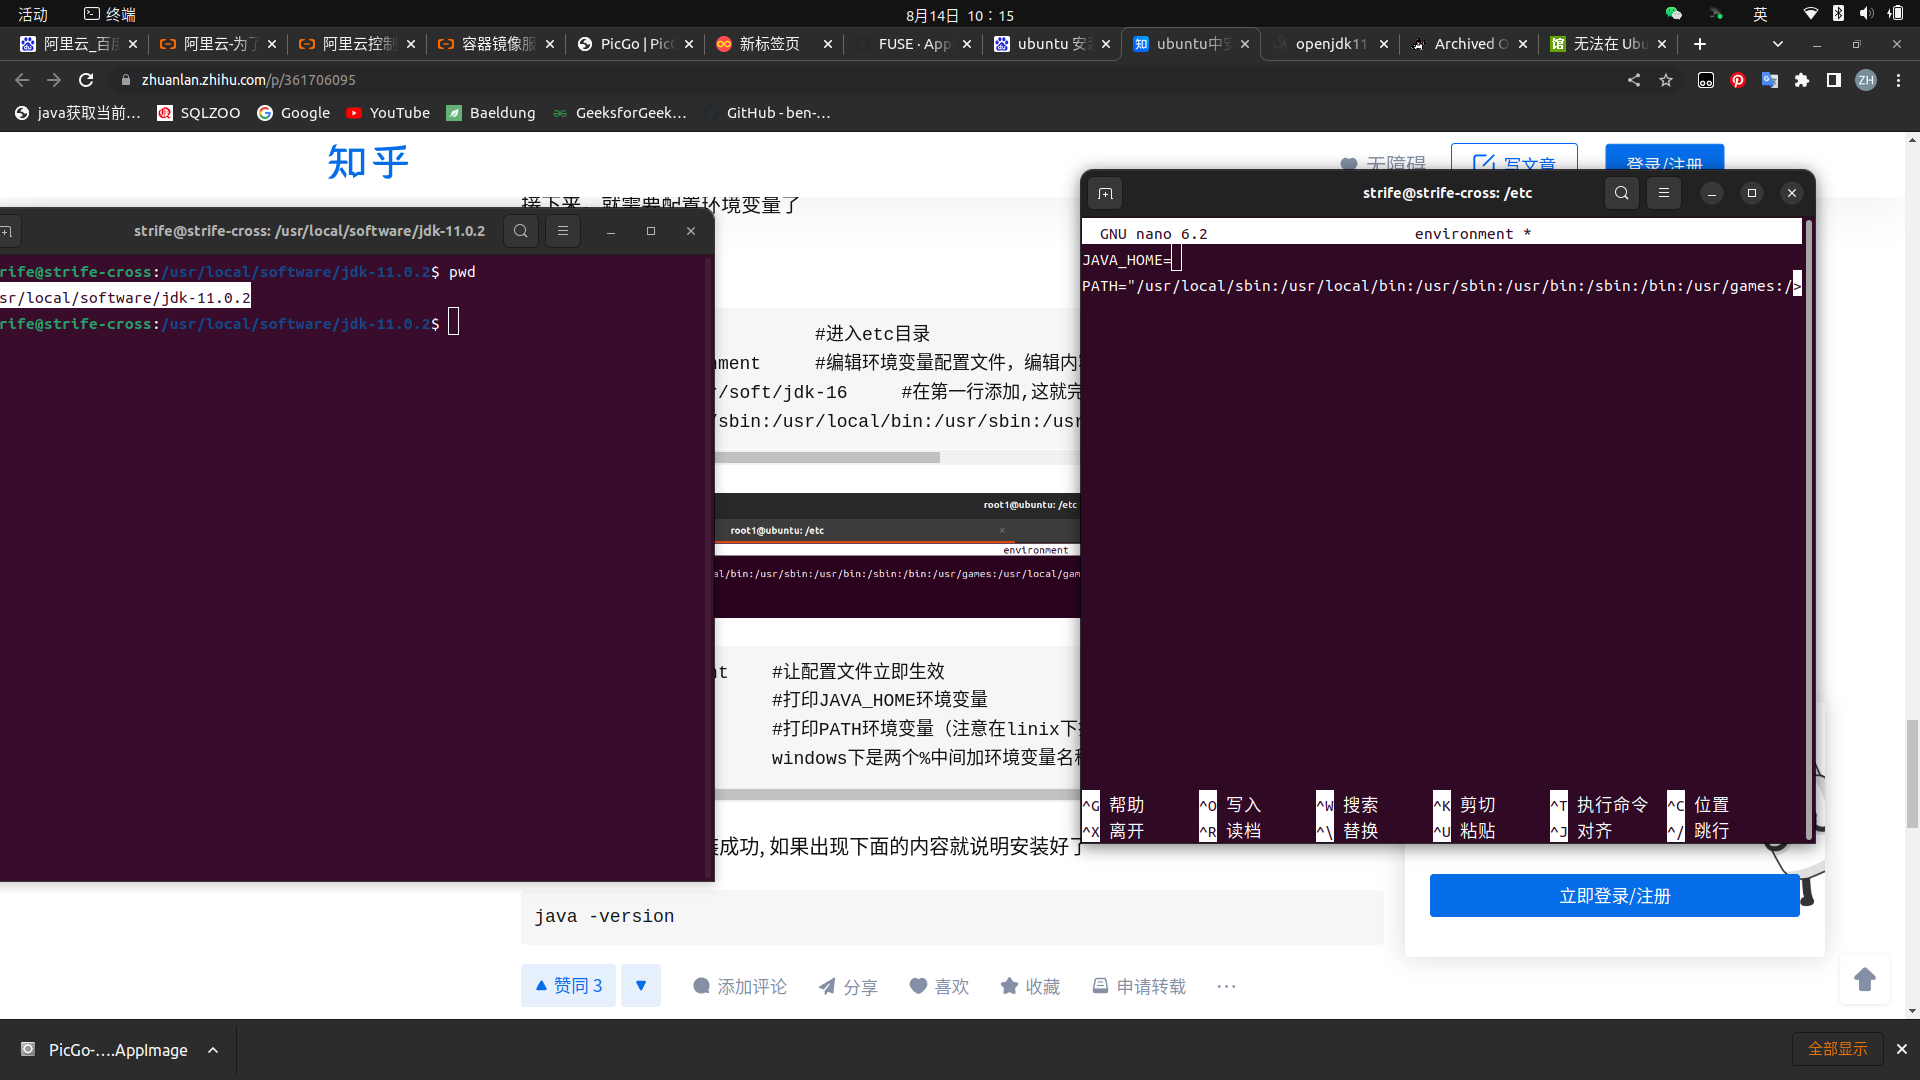 活动
终端
8月14日 10：15
英
阿里云_百度
阿里云-为了
阿里云控制
容器镜像服
PicGo | Pic
新标签页
FUSE · App
ubuntu 安
ubuntu中安
openjdk11
Archived O
无法在 Ubu
zhuanlan.zhihu.com/p/361706095
ZH
java获取当前…
SQLZOO
Google
YouTube
Baeldung
GeeksforGeek…
GitHub - ben-…
知乎
无障碍
写文章
登录/注册
接下来，就需要配置环境变量了
strife@strife-cross: /usr/local/software/jdk-11.0.2
rife@strife-cross:/usr/local/software/jdk-11.0.2$ pwd
sr/local/software/jdk-11.0.2
rife@strife-cross:/usr/local/software/jdk-11.0.2$
#进入etc目录
nment #编辑环境变量配置文件, 编辑内容
r/soft/jdk-16 #在第一行添加,这就完
/sbin:/usr/local/bin:/usr/sbin:/usr
root1@ubuntu: /etc
root1@ubuntu: /etc
environment
al/bin:/usr/sbin:/usr/bin:/sbin:/bin:/usr/games:/usr/local/gam
nt #让配置文件立即生效
#打印JAVA_HOME环境变量
#打印PATH环境变量（注意在linix下
windows下是两个%中间加环境变量名称
装成功, 如果出现下面的内容就说明安装好了
java -version
赞同 3
添加评论
分享
喜欢
收藏
申请转载
···
strife@strife-cross: /etc
GNU nano 6.2 environment *
JAVA_HOME=
PATH="/usr/local/sbin:/usr/local/bin:/usr/sbin:/usr/bin:/sbin:/bin:/usr/games:/>
^G 帮助 ^O 写入 ^W 搜索 ^K 剪切 ^T 执行命令 ^C 位置
^X 离开 ^R 读档 ^\ 替换 ^U 粘贴 ^J 对齐 ^/ 跳行
立即登录/注册
PicGo-....AppImage
全部显示